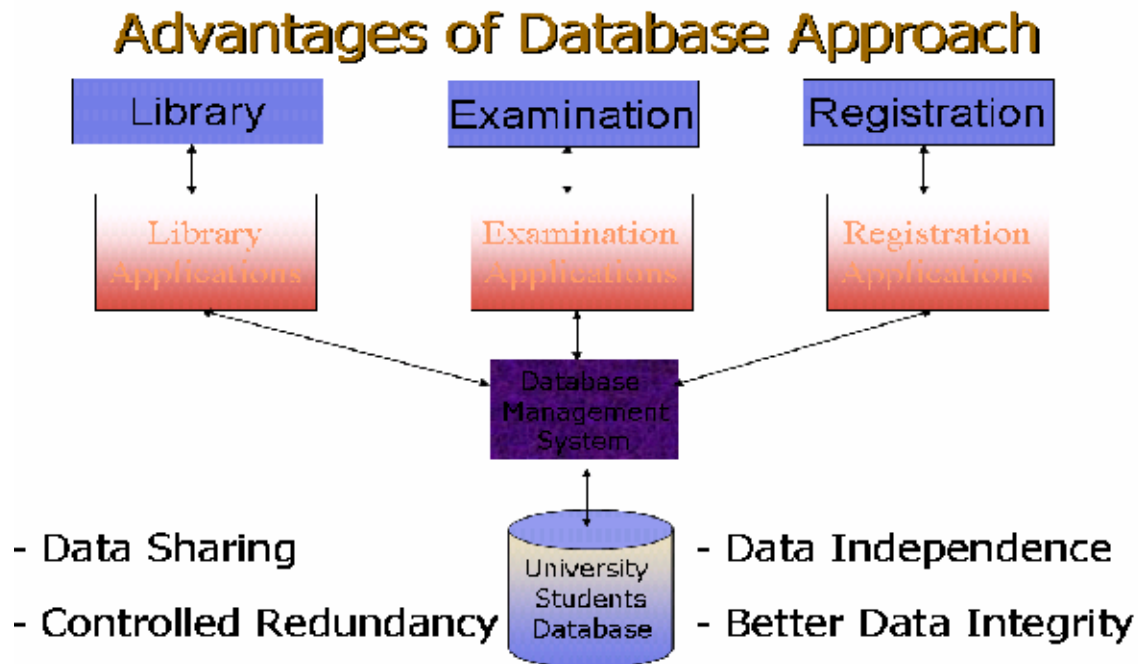 Advantages of Database Approach
Library
Examination
Registration
Library
Applications
Examination
Applications
Registration
Applications
Database
Management
System
University
Students
Database
- Data Sharing
- Controlled Redundancy
- Data Independence
- Better Data Integrity